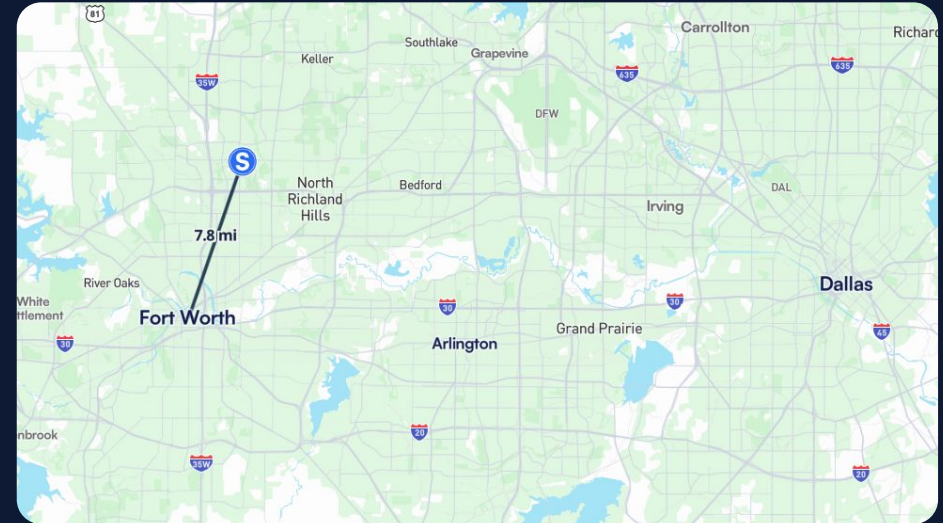 81
Southlake
Grapevine
Carrollton
Richard
Keller
35W
635
635
DFW
S
North
Richland
Hills
Bedford
DAL
Irving
7.8 mi
River Oaks
White
ttlement
Fort Worth
30
30
Dallas
Grand Prairie
45
30
Arlington
nbrook
20
35W
20